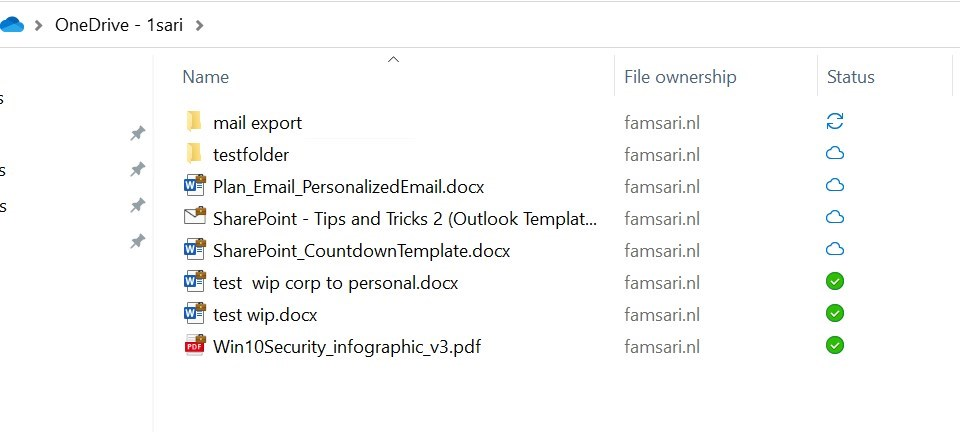 OneDrive - 1sari
Name File ownership Status
mail export famsari.nl
testfolder famsari.nl
Plan_Email_PersonalizedEmail.docx famsari.nl
SharePoint - Tips and Tricks 2 (Outlook Templat... famsari.nl
SharePoint_CountdownTemplate.docx famsari.nl
test  wip corp to personal.docx famsari.nl
test wip.docx famsari.nl
PDF Win10Security_infographic_v3.pdf famsari.nl